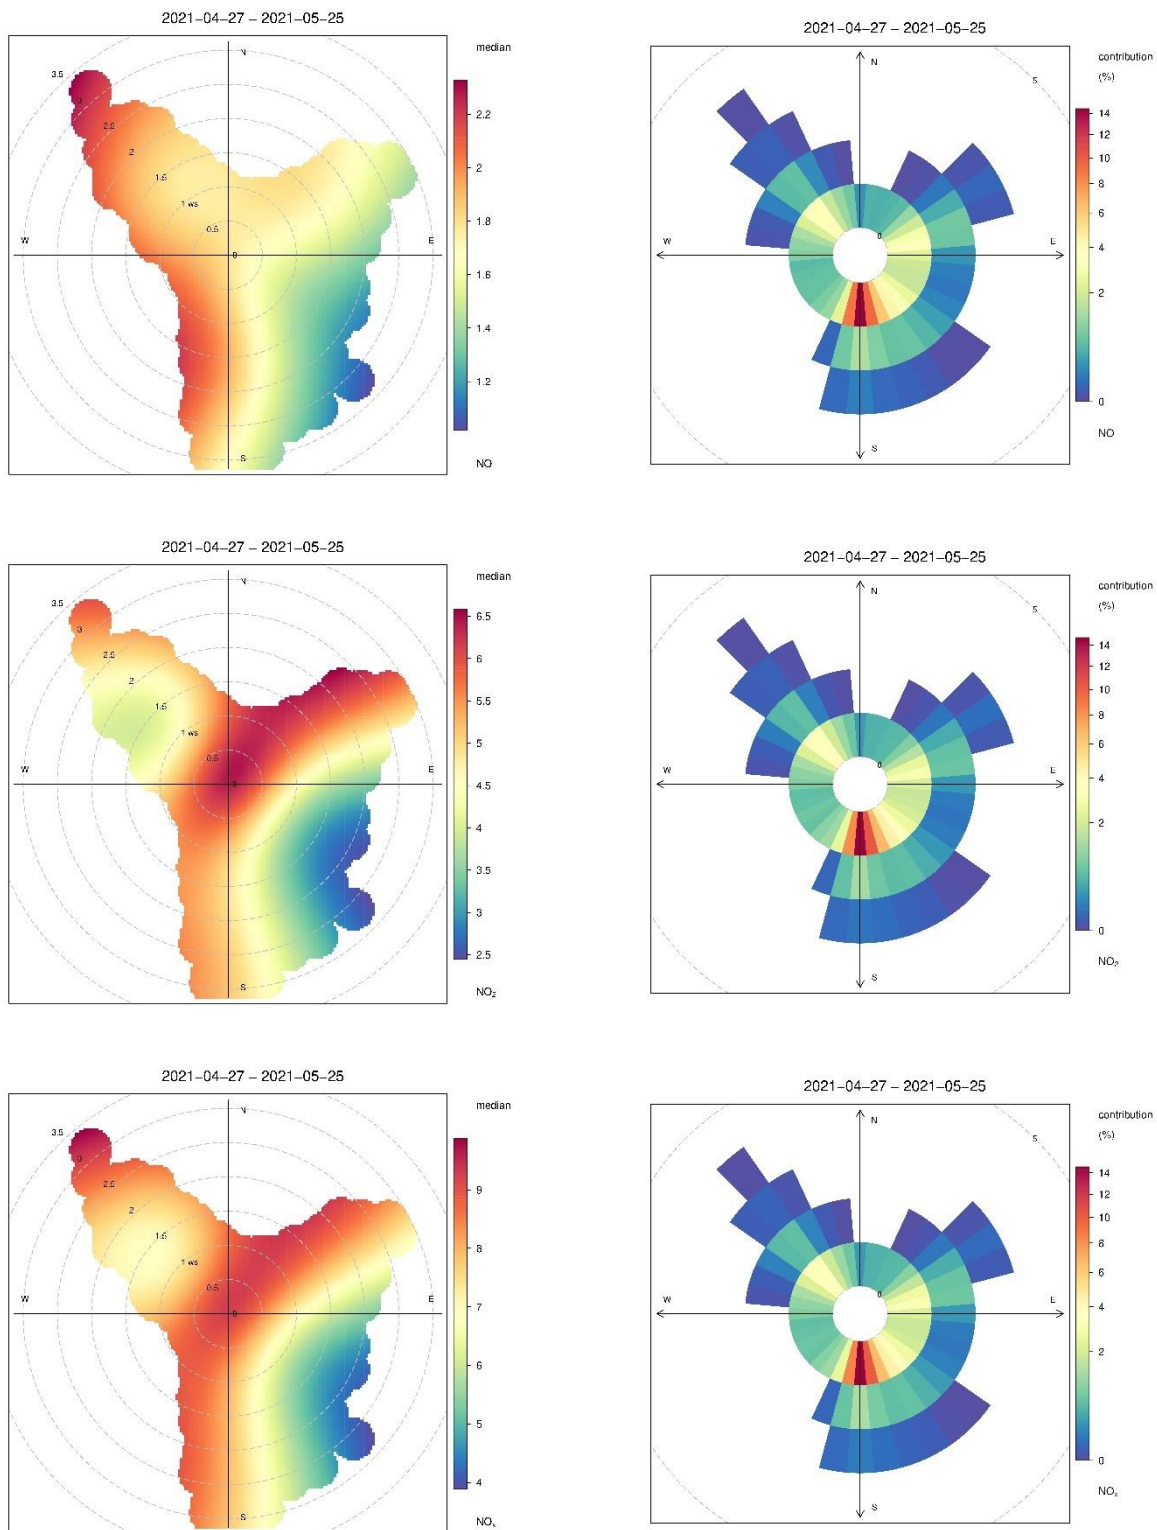 2021-04-27 - 2021-05-25
median
N
3.5
3
2.5
2
1.5
1 ws
0.5
0
W
E
S
2.2
2
1.8
1.6
1.4
1.2
NO
2021-04-27 - 2021-05-25
contribution
(%)
5
N
0
W
E
S
14
12
10
8
6
4
2
0
NO
2021-04-27 - 2021-05-25
median
N
3.5
3
2.5
2
1.5
1 ws
0.5
0
W
E
S
6.5
6
5.5
5
4.5
4
3.5
3
2.5
NO₂
2021-04-27 - 2021-05-25
contribution
(%)
5
N
0
W
E
S
14
12
10
8
6
4
2
0
NO₂
2021-04-27 - 2021-05-25
median
N
3.5
3
2.5
2
1.5
1 ws
0.5
0
W
E
S
9
8
7
6
5
4
NOₓ
2021-04-27 - 2021-05-25
contribution
(%)
5
N
0
W
E
S
14
12
10
8
6
4
2
0
NOₓ